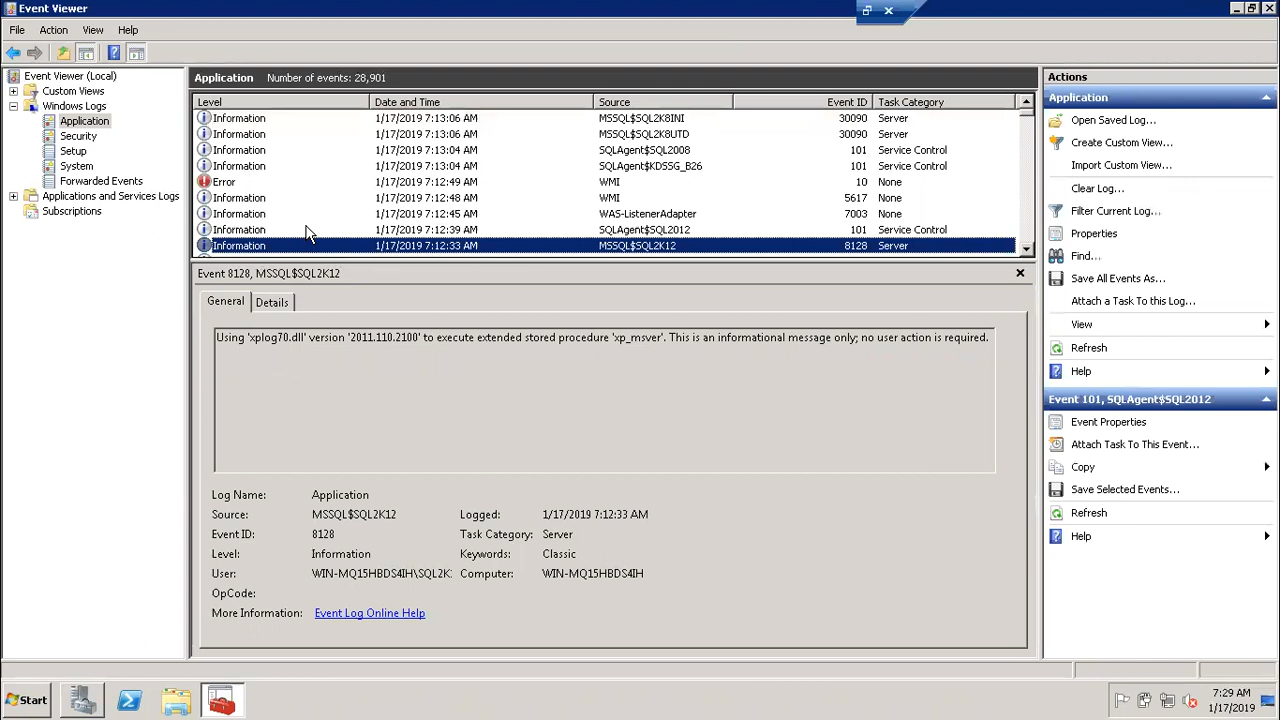 Event Viewer
File Action View Help
Event Viewer (Local)
Custom Views
Windows Logs
Application
Security
Setup
System
Forwarded Events
Applications and Services Logs
Subscriptions
Application Number of events: 28,901
Level Date and Time Source Event ID Task Category
Information 1/17/2019 7:13:06 AM MSSQL$SQL2K8INI 30090 Server
Information 1/17/2019 7:13:06 AM MSSQL$SQL2K8UTD 30090 Server
Information 1/17/2019 7:13:04 AM SQLAgent$SQL2008 101 Service Control
Information 1/17/2019 7:13:04 AM SQLAgent$KDSSG_B26 101 Service Control
Error 1/17/2019 7:12:49 AM WMI 10 None
Information 1/17/2019 7:12:48 AM WMI 5617 None
Information 1/17/2019 7:12:45 AM WAS-ListenerAdapter 7003 None
Information 1/17/2019 7:12:39 AM SQLAgent$SQL2012 101 Service Control
Information 1/17/2019 7:12:33 AM MSSQL$SQL2K12 8128 Server
Event 8128, MSSQL$SQL2K12
General Details
Using 'xplog70.dll' version '2011.110.2100' to execute extended stored procedure 'xp_msver'. This is an informational message only; no user action is required.
Log Name: Application
Source: MSSQL$SQL2K12 Logged: 1/17/2019 7:12:33 AM
Event ID: 8128 Task Category: Server
Level: Information Keywords: Classic
User: WIN-MQ15HBDS4IH\SQL2K: Computer: WIN-MQ15HBDS4IH
OpCode:
More Information: Event Log Online Help
Actions
Application
Open Saved Log...
Create Custom View...
Import Custom View...
Clear Log...
Filter Current Log...
Properties
Find...
Save All Events As...
Attach a Task To this Log...
View
Refresh
Help
Event 101, SQLAgent$SQL2012
Event Properties
Attach Task To This Event...
Copy
Save Selected Events...
Refresh
Help
Start
7:29 AM
1/17/2019